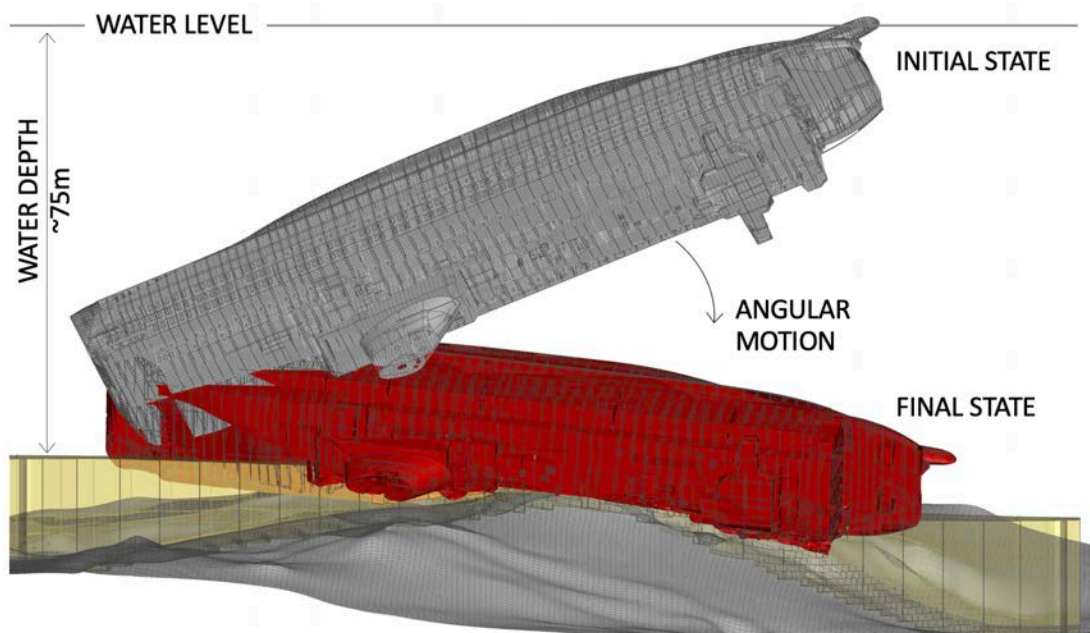 WATER LEVEL
INITIAL STATE
WATER DEPTH
~75m
ANGULAR
MOTION
FINAL STATE